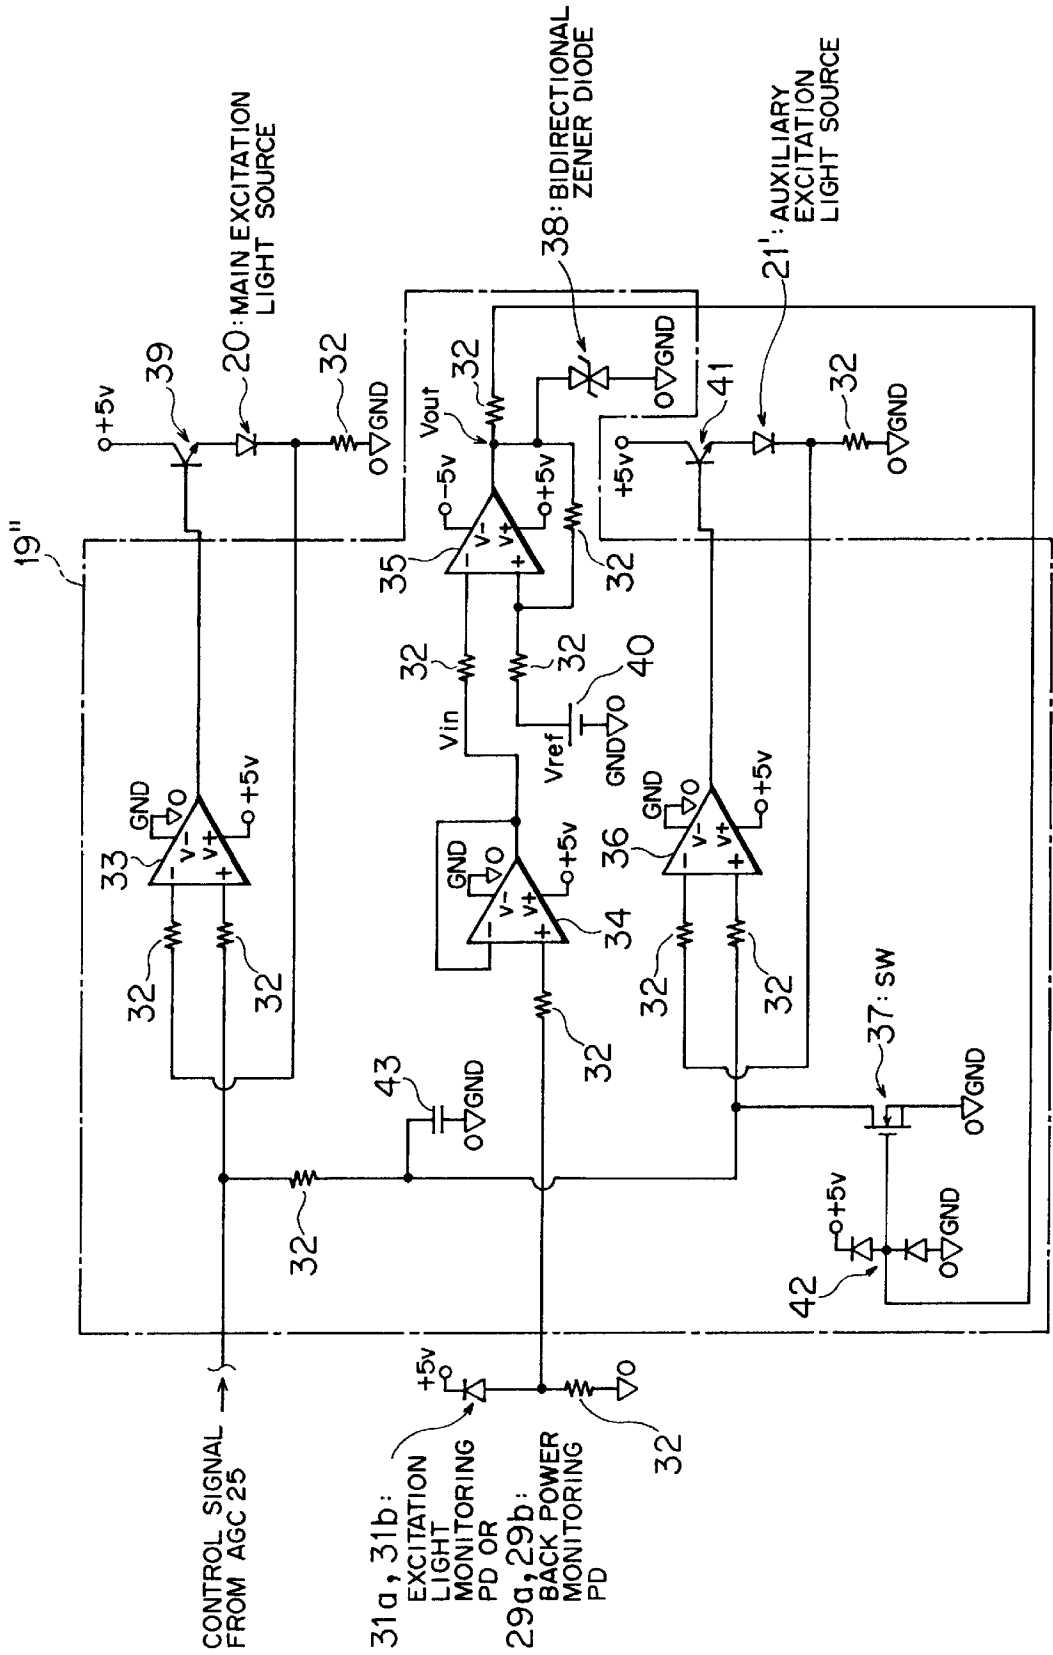 19"
+5v
39
20: MAIN EXCITATION
LIGHT SOURCE
32
GND
33
GND
V-
V+
-
+
+5v
32
32
CONTROL SIGNAL
FROM AGC 25
32
43
GND
Vin
32
35
-5v
V-
V+
-
+
+5v
Vout
32
38: BIDIRECTIONAL
ZENER DIODE
GND
32
32
Vref
40
GND
GND
V-
V+
-
+
+5v
34
32
+5v
31a, 31b:
EXCITATION
LIGHT
MONITORING
PD OR
29a, 29b:
BACK POWER
MONITORING
PD
32
36
GND
V-
V+
-
+
+5v
32
32
+5v
41
21': AUXILIARY
EXCITATION
LIGHT SOURCE
32
GND
37: SW
GND
+5v
42
GND